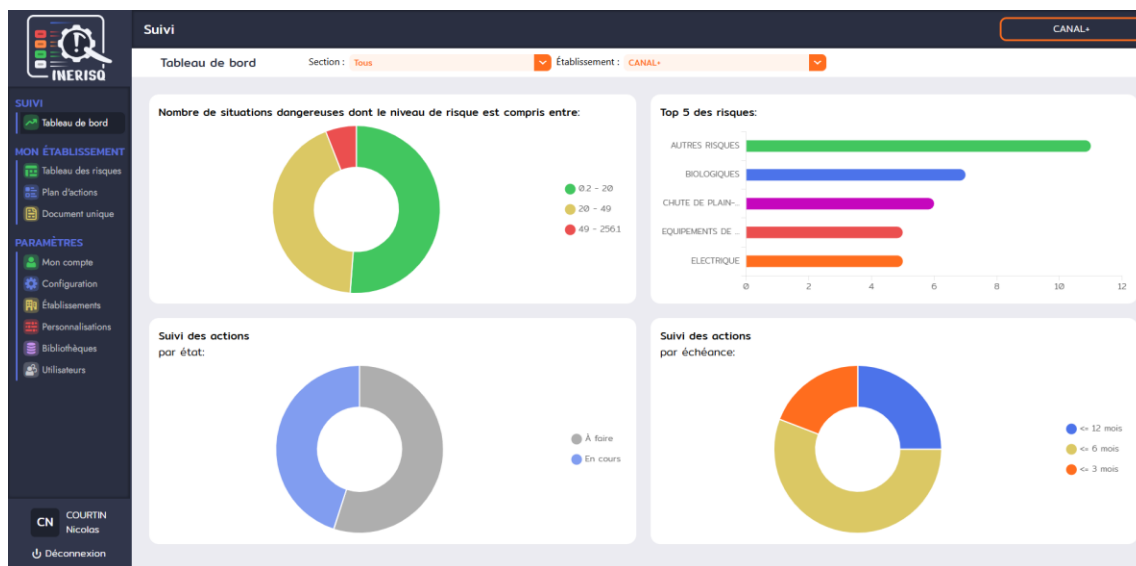 INERISQ
Suivi
CANAL+
Tableau de bord
Section :
Tous
Établissement :
CANAL+
SUIVI
Tableau de bord
MON ÉTABLISSEMENT
Tableau des risques
Plan d'actions
Document unique
PARAMÈTRES
Mon compte
Configuration
Établissements
Personnalisations
Bibliothèques
Utilisateurs
CN
COURTIN
Nicolas
Déconnexion
Nombre de situations dangereuses dont le niveau de risque est compris entre:
0.2 - 20
20 - 49
49 - 256.1
Top 5 des risques:
AUTRES RISQUES
BIOLOGIQUES
CHUTE DE PLAIN-...
EQUIPEMENTS DE ...
ELECTRIQUE
0 2 4 6 8 10 12
Suivi des actions
par état:
À faire
En cours
Suivi des actions
par échéance:
<= 12 mois
<= 6 mois
<= 3 mois